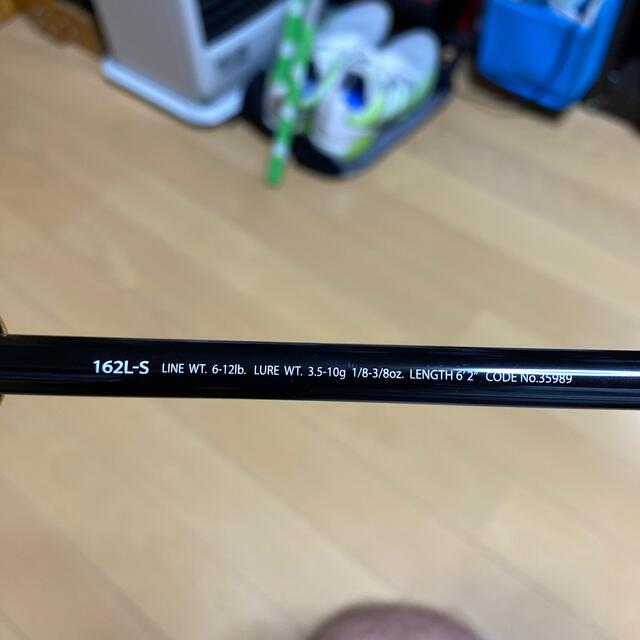 162L-S LINE WT. 6-12lb. LURE WT. 3.5-10g 1/8-3/8oz. LENGTH 6'2" CODE No.35989